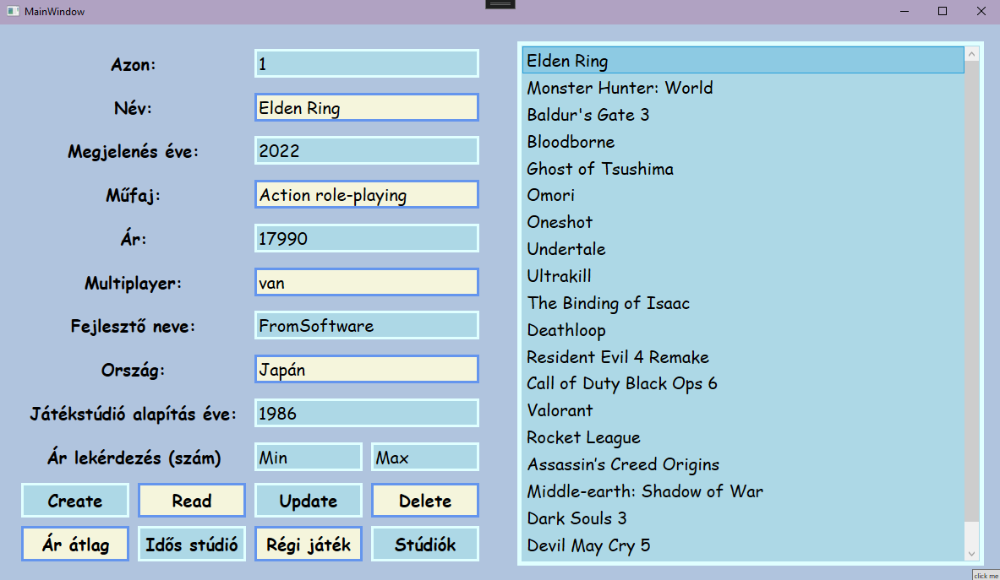 MainWindow
Azon: 1
Név: Elden Ring
Megjelenés éve: 2022
Műfaj: Action role-playing
Ár: 17990
Multiplayer: van
Fejlesztő neve: FromSoftware
Ország: Japán
Játékstúdió alapítás éve: 1986
Ár lekérdezés (szám) Min Max
Create Read Update Delete
Ár átlag Idős stúdió Régi játék Stúdiók
Elden Ring
Monster Hunter: World
Baldur's Gate 3
Bloodborne
Ghost of Tsushima
Omori
Oneshot
Undertale
Ultrakill
The Binding of Isaac
Deathloop
Resident Evil 4 Remake
Call of Duty Black Ops 6
Valorant
Rocket League
Assassin’s Creed Origins
Middle-earth: Shadow of War
Dark Souls 3
Devil May Cry 5
click me